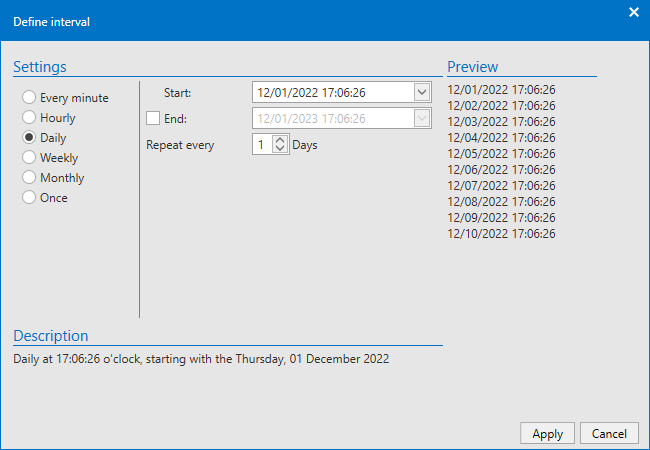 Define interval
Settings
Every minute
Hourly
Daily
Weekly
Monthly
Once
Start: 12/01/2022 17:06:26
End: 12/01/2023 17:06:26
Repeat every 1 Days
Preview
12/01/2022 17:06:26
12/02/2022 17:06:26
12/03/2022 17:06:26
12/04/2022 17:06:26
12/05/2022 17:06:26
12/06/2022 17:06:26
12/07/2022 17:06:26
12/08/2022 17:06:26
12/09/2022 17:06:26
12/10/2022 17:06:26
Description
Daily at 17:06:26 o'clock, starting with the Thursday, 01 December 2022
Apply Cancel